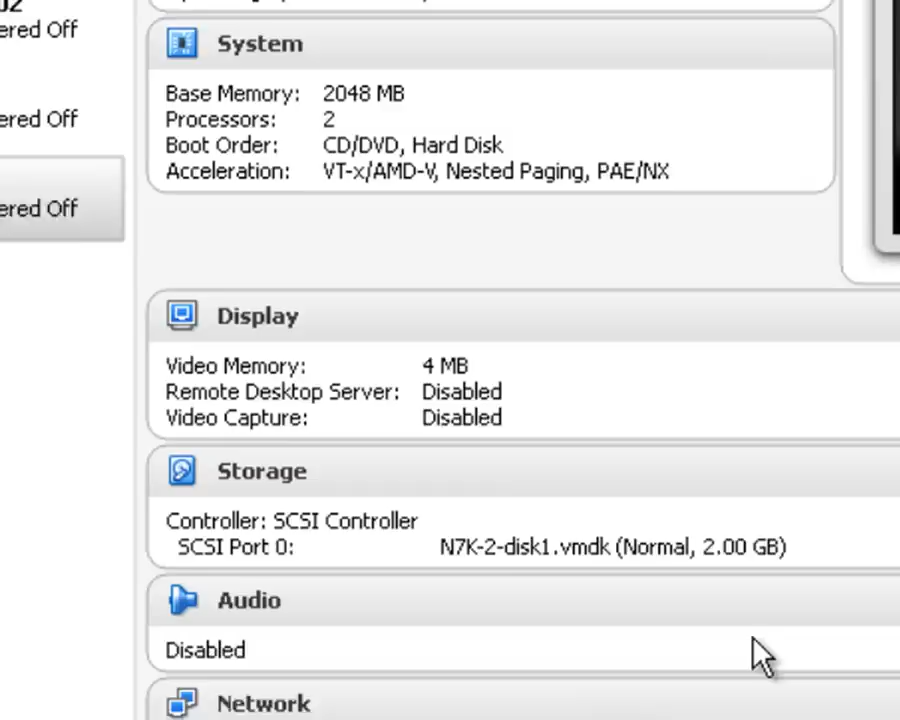 ered Off
ered Off
ered Off
System
Base Memory: 2048 MB
Processors: 2
Boot Order: CD/DVD, Hard Disk
Acceleration: VT-x/AMD-V, Nested Paging, PAE/NX
Display
Video Memory: 4 MB
Remote Desktop Server: Disabled
Video Capture: Disabled
Storage
Controller: SCSI Controller
SCSI Port 0: N7K-2-disk1.vmdk (Normal, 2.00 GB)
Audio
Disabled
Network